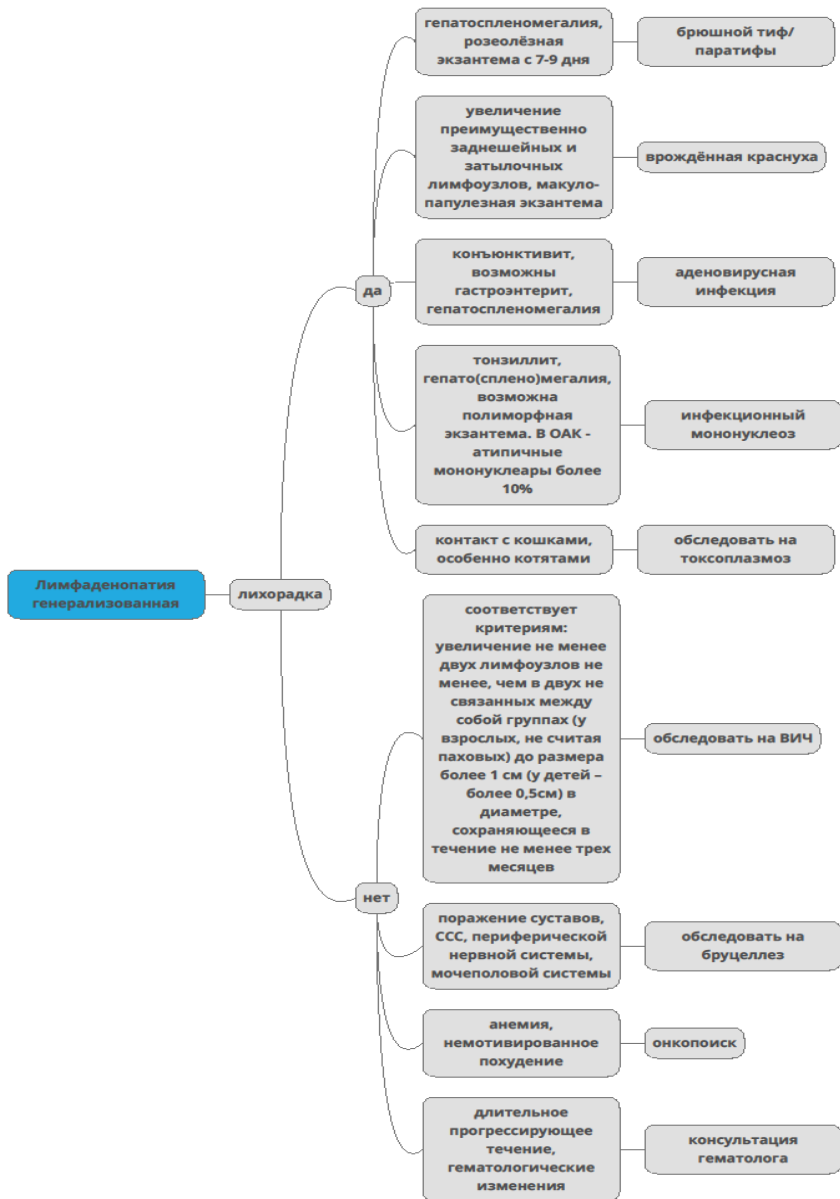 гепатоспленомегалия,
розеолёзная
экзантема с 7-9 дня
брюшной тиф/
паратифы
увеличение
преимущественно
заднешейных и
затылочных
лимфоузлов, макуло-
папулезная экзантема
врождённая краснуха
да
конъюнктивит,
возможны
гастроэнтерит,
гепатоспленомегалия
аденовирусная
инфекция
тонзиллит,
гепато(сплено)мегалия,
возможна
полиморфная
экзантема. В ОАК -
атипичные
мононуклеары более
10%
инфекционный
мононуклеоз
контакт с кошками,
особенно котятами
обследовать на
токсоплазмоз
Лимфаденопатия
генерализованная
лихорадка
соответствует
критериям:
увеличение не менее
двух лимфоузлов не
менее, чем в двух не
связанных между
собой группах (у
взрослых, не считая
паховых) до размера
более 1 см (у детей –
более 0,5см) в
диаметре,
сохраняющееся в
течение не менее трех
месяцев
обследовать на ВИЧ
нет
поражение суставов,
ССС, периферической
нервной системы,
мочеполовой системы
обследовать на
бруцеллез
анемия,
немотивированное
похудение
онкопоиск
длительное
прогрессирующее
течение,
гематологические
изменения
консультация
гематолога